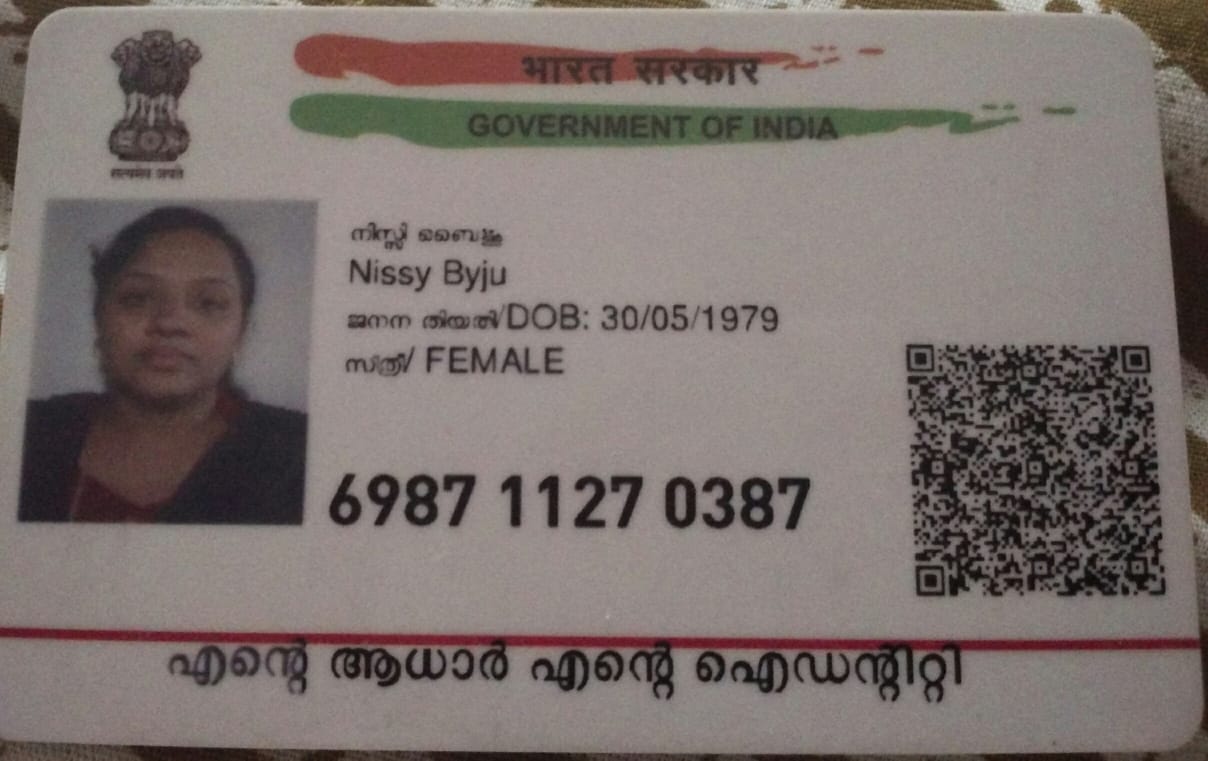 भारत सरकार
GOVERNMENT OF INDIA
सत्यमेव जयते
നിസ്സി ബൈജു
Nissy Byju
ജനന തിയതി/DOB: 30/05/1979
സ്ത്രീ/ FEMALE
6987 1127 0387
എന്റെ ആധാർ എന്റെ ഐഡന്റിറ്റി